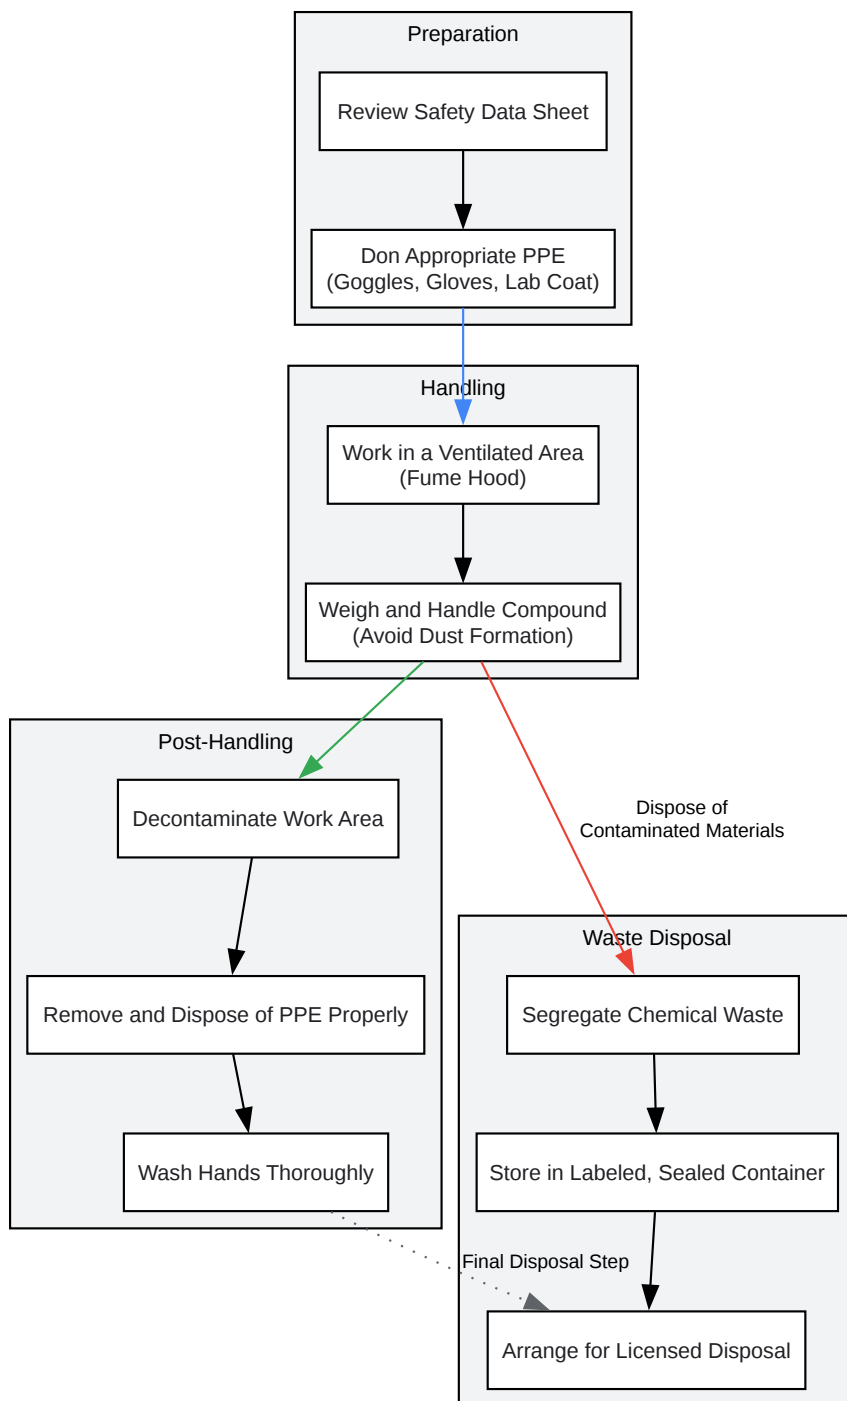 Preparation
Review Safety Data Sheet
Don Appropriate PPE
(Goggles, Gloves, Lab Coat)
Handling
Work in a Ventilated Area
(Fume Hood)
Weigh and Handle Compound
(Avoid Dust Formation)
Post-Handling
Decontaminate Work Area
Remove and Dispose of PPE Properly
Wash Hands Thoroughly
Dispose of
Contaminated Materials
Waste Disposal
Segregate Chemical Waste
Store in Labeled, Sealed Container
Final Disposal Step
Arrange for Licensed Disposal